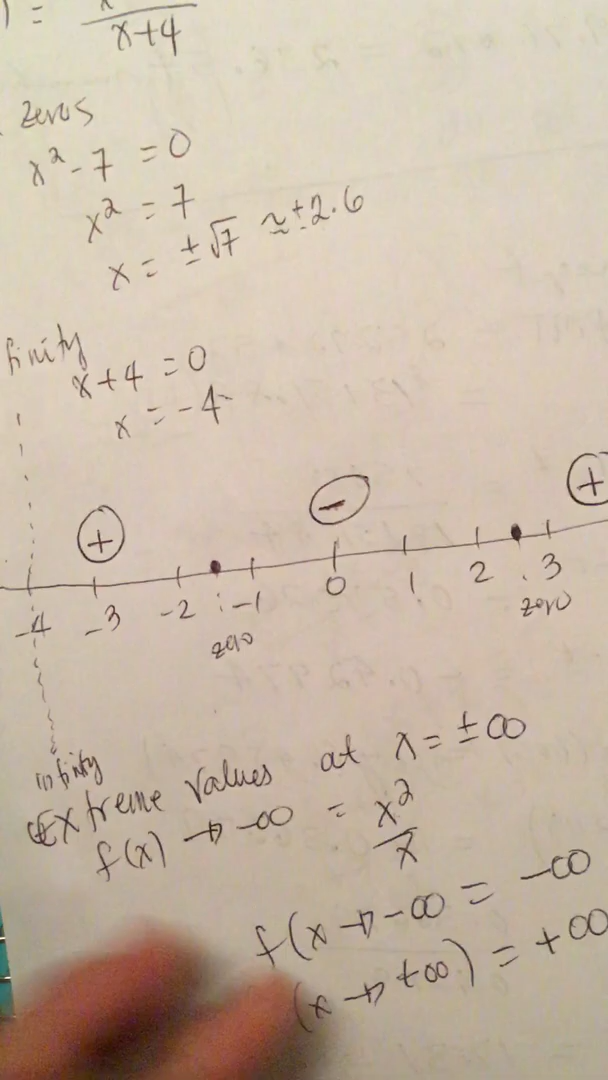 ) = x / x+4
zeros
x² - 7 = 0
x² = 7
x = ±√7 ≃ ±2.6
finity
x+4 = 0
x = -4
+ - +
-4 -3 -2 -1 0 1 2 3
zero zero
infinity
Extreme values at x = ±∞
f(x) → -∞ = x²/x
f(x → -∞ = -∞
(x → +∞) = +∞